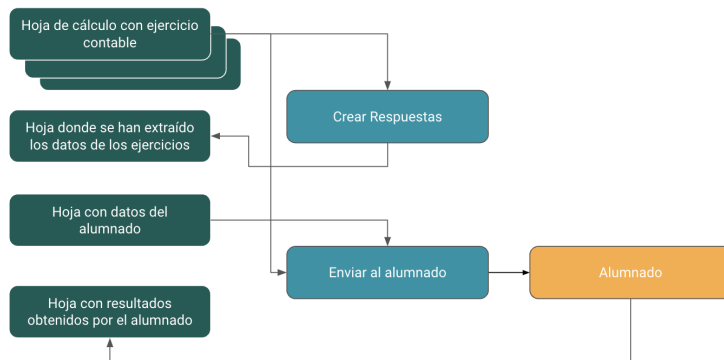 Hoja de cálculo con ejercicio
contable
Crear Respuestas
Hoja donde se han extraído
los datos de los ejercicios
Hoja con datos del
alumnado
Enviar al alumnado
Alumnado
Hoja con resultados
obtenidos por el alumnado